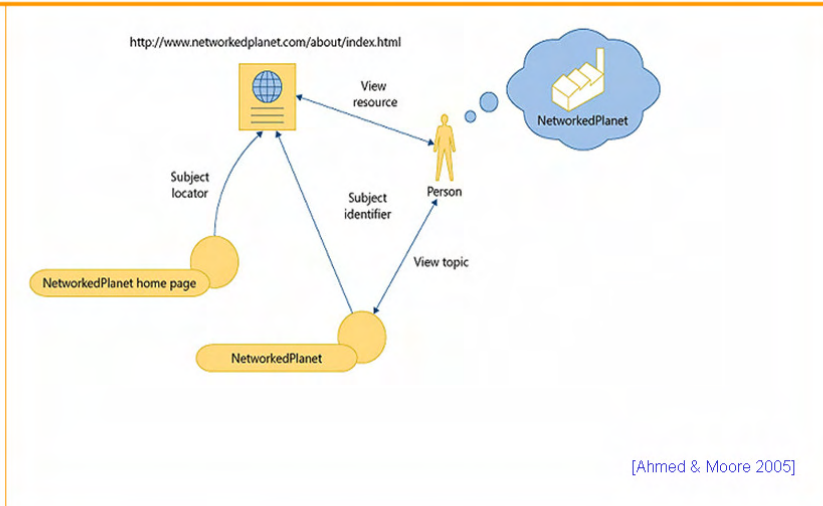 http://www.networkedplanet.com/about/index.html
View
resource
NetworkedPlanet
Person
Subject
locator
Subject
identifier
View topic
NetworkedPlanet home page
NetworkedPlanet
[Ahmed & Moore 2005]